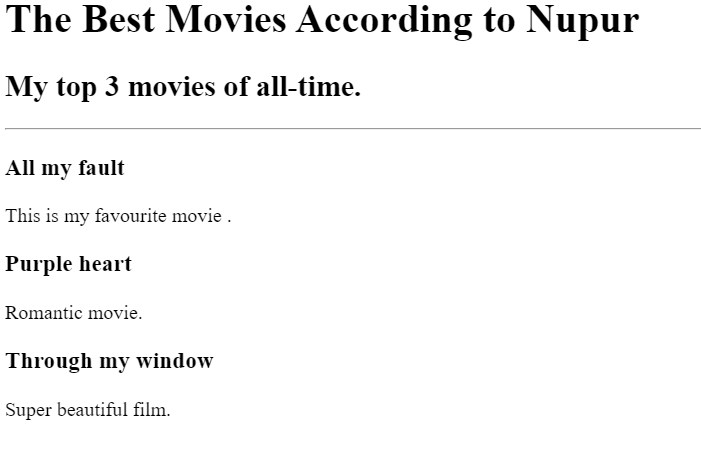 The Best Movies According to Nupur
My top 3 movies of all-time.
All my fault
This is my favourite movie .
Purple heart
Romantic movie.
Through my window
Super beautiful film.